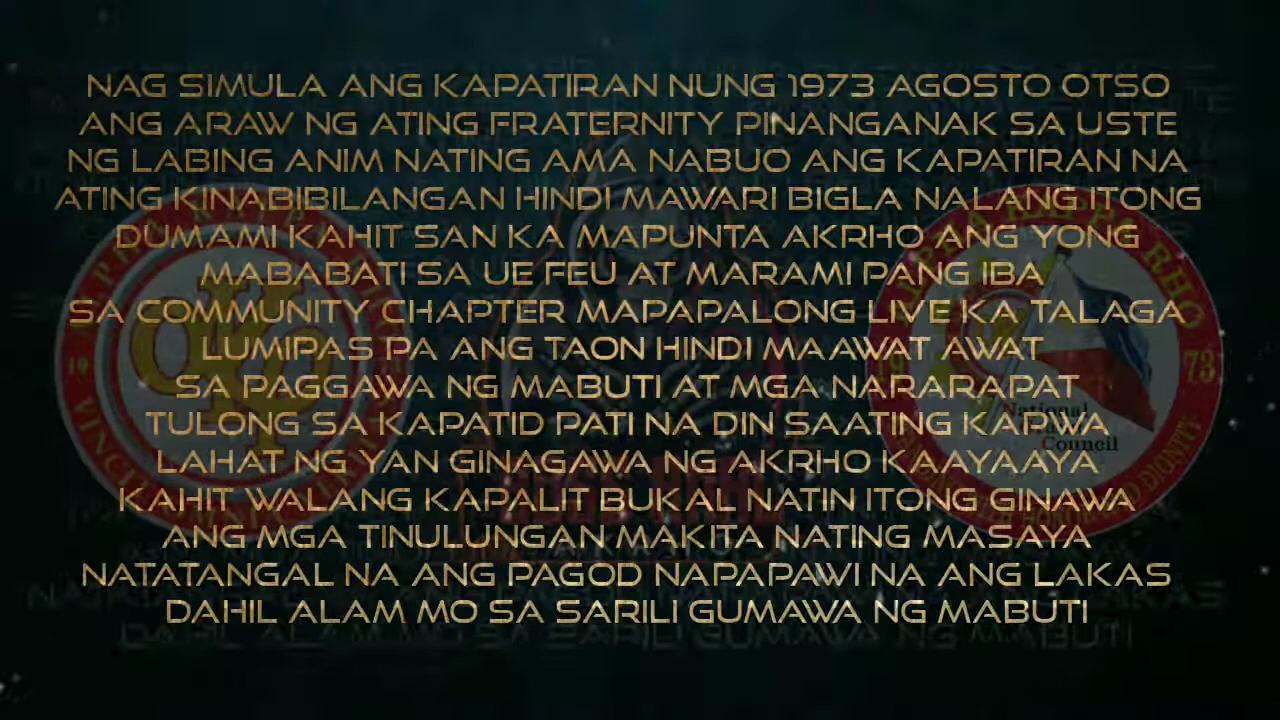 NAG SIMULA ANG KAPATIRAN NUNG 1973 AGOSTO OTSO
ANG ARAW NG ATING FRATERNITY PINANGANAK SA USTE
NG LABING ANIM NATING AMA NABUO ANG KAPATIRAN NA
ATING KINABIBILANGAN HINDI MAWARI BIGLA NALANG ITONG
DUMAMI KAHIT SAN KA MAPUNTA AKRHO ANG YONG
MABABATI SA UE FEU AT MARAMI PANG IBA
SA COMMUNITY CHAPTER MAPAPALONG LIVE KA TALAGA
LUMIPAS PA ANG TAON HINDI MAAWAT AWAT
SA PAGGAWA NG MABUTI AT MGA NARARAPAT
TULONG SA KAPATID PATI NA DIN SAATING KAPWA
LAHAT NG YAN GINAGAWA NG AKRHO KAAYAAYA
KAHIT WALANG KAPALIT BUKAL NATIN ITONG GINAWA
ANG MGA TINULUNGAN MAKITA NATING MASAYA
NATATANGAL NA ANG PAGOD NAPAPAWI NA ANG LAKAS
DAHIL ALAM MO SA SARILI GUMAWA NG MABUTI
19
73
National
Council